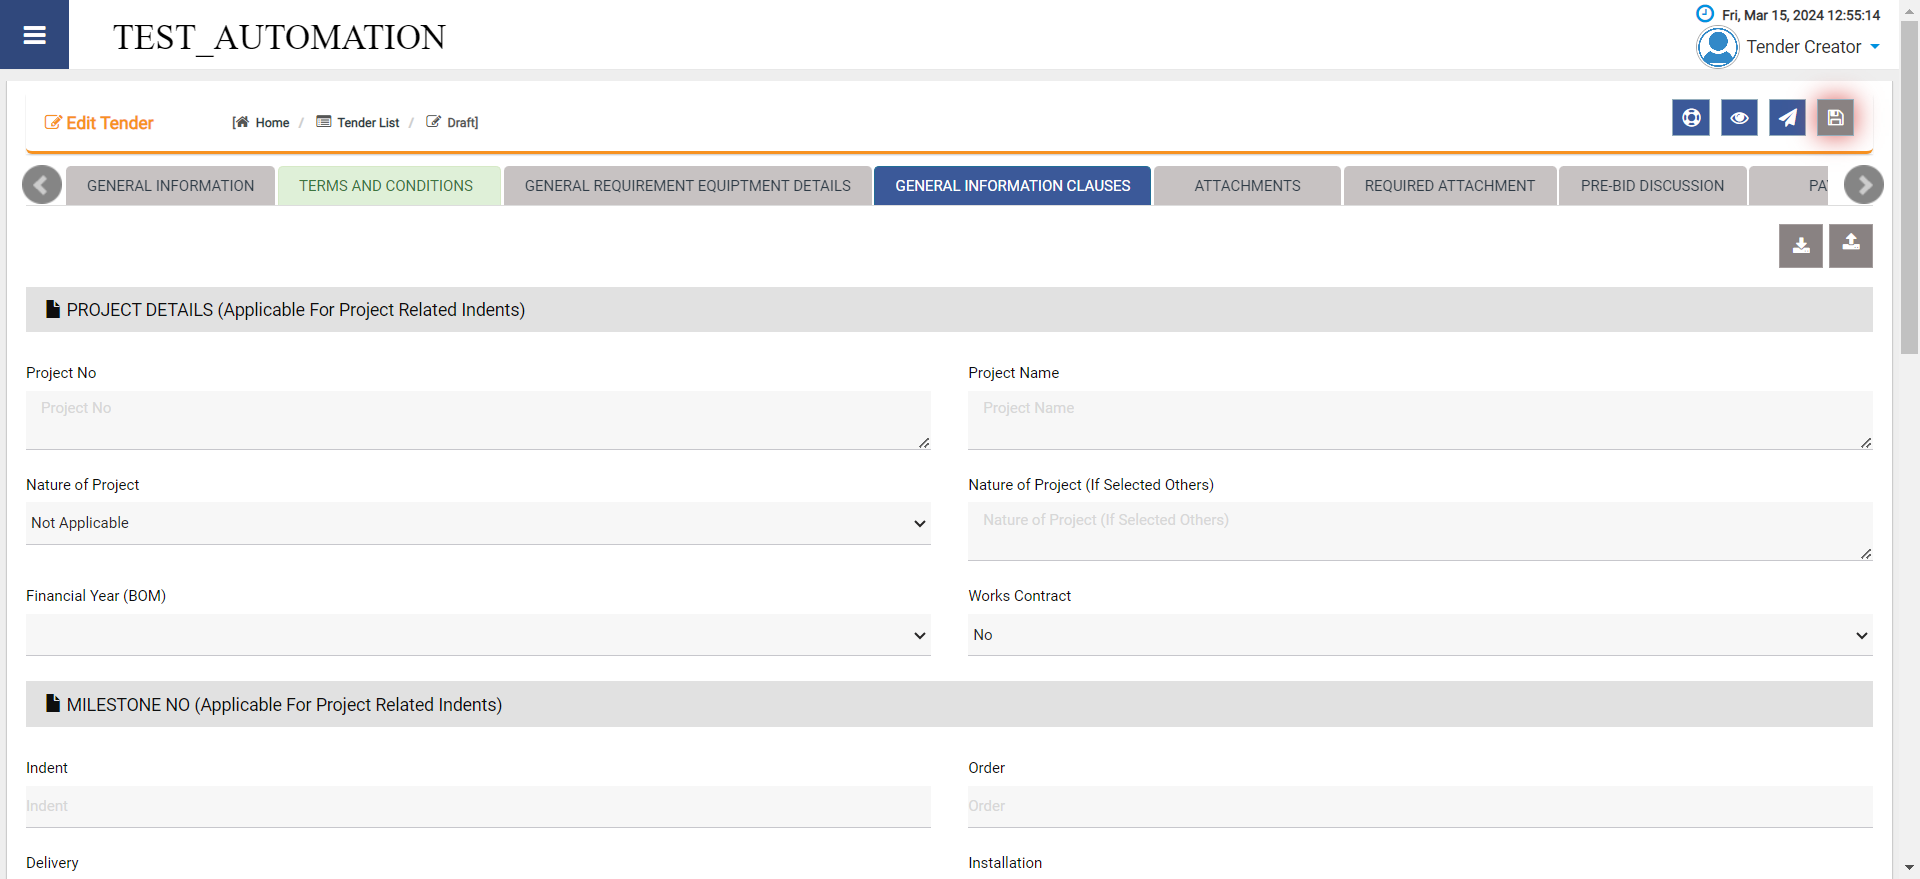 TEST_AUTOMATION
Fri, Mar 15, 2024 12:55:14
Tender Creator
Edit Tender
[ Home / Tender List / Draft]
GENERAL INFORMATION
TERMS AND CONDITIONS
GENERAL REQUIREMENT EQUIPTMENT DETAILS
GENERAL INFORMATION CLAUSES
ATTACHMENTS
REQUIRED ATTACHMENT
PRE-BID DISCUSSION
PROJECT DETAILS (Applicable For Project Related Indents)
Project No
Project Name
Project No
Project Name
Nature of Project
Nature of Project (If Selected Others)
Not Applicable
Nature of Project (If Selected Others)
Financial Year (BOM)
Works Contract
No
MILESTONE NO (Applicable For Project Related Indents)
Indent
Order
Indent
Order
Delivery
Installation